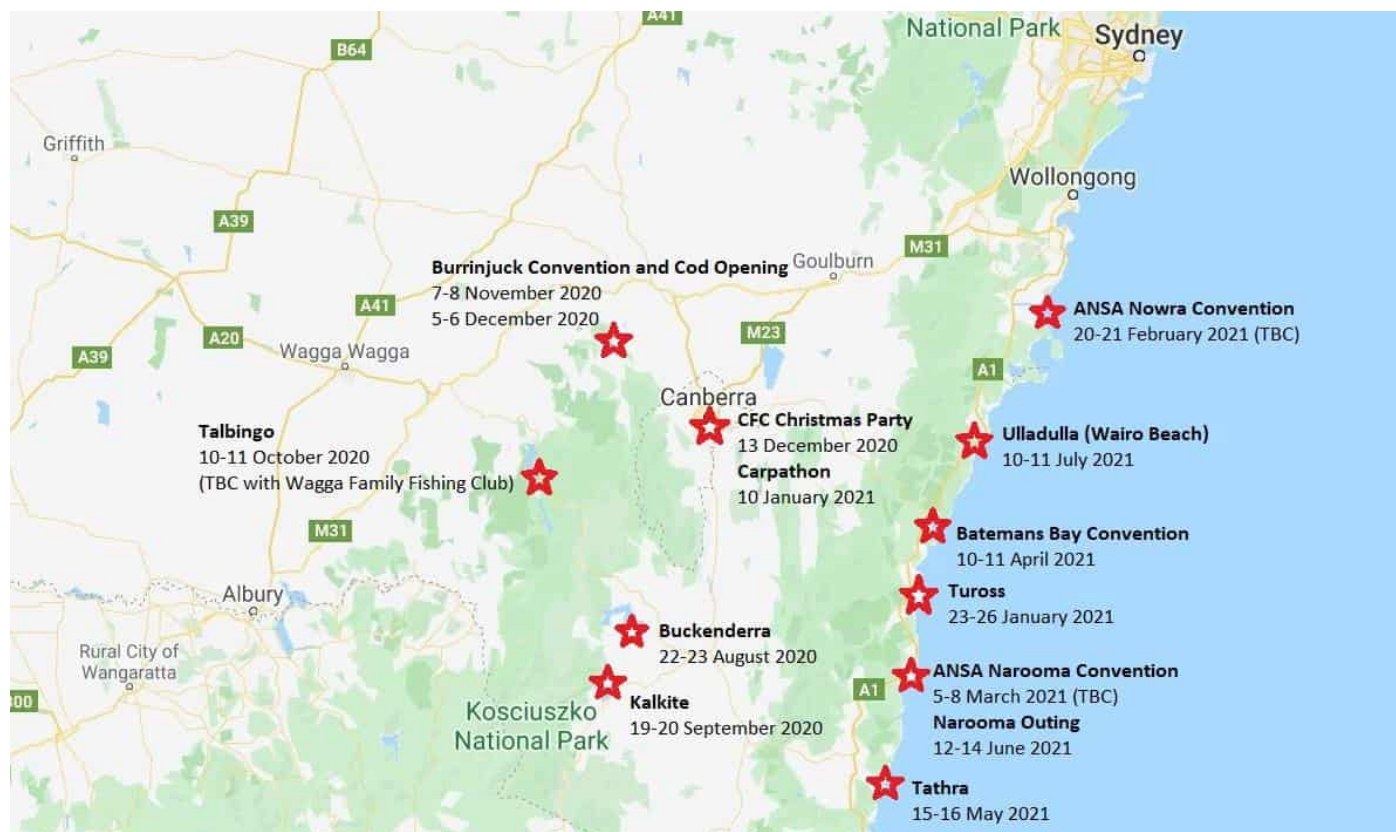 A41
National Park
Sydney
B64
Griffith
Wollongong
A39
M31
Burrinjuck Convention and Cod Opening
7-8 November 2020
5-6 December 2020
Goulburn
A41
ANSA Nowra Convention
20-21 February 2021 (TBC)
A20
M23
A39
Wagga Wagga
A1
Canberra
CFC Christmas Party
13 December 2020
Carpathon
10 January 2021
Talbingo
10-11 October 2020
(TBC with Wagga Family Fishing Club)
Ulladulla (Wairo Beach)
10-11 July 2021
M31
Batemans Bay Convention
10-11 April 2021
Albury
Tuross
23-26 January 2021
Buckenderra
22-23 August 2020
Rural City of
Wangaratta
ANSA Narooma Convention
5-8 March 2021 (TBC)
Narooma Outing
12-14 June 2021
A1
00
Kalkite
19-20 September 2020
Kosciuszko
National Park
Tathra
15-16 May 2021